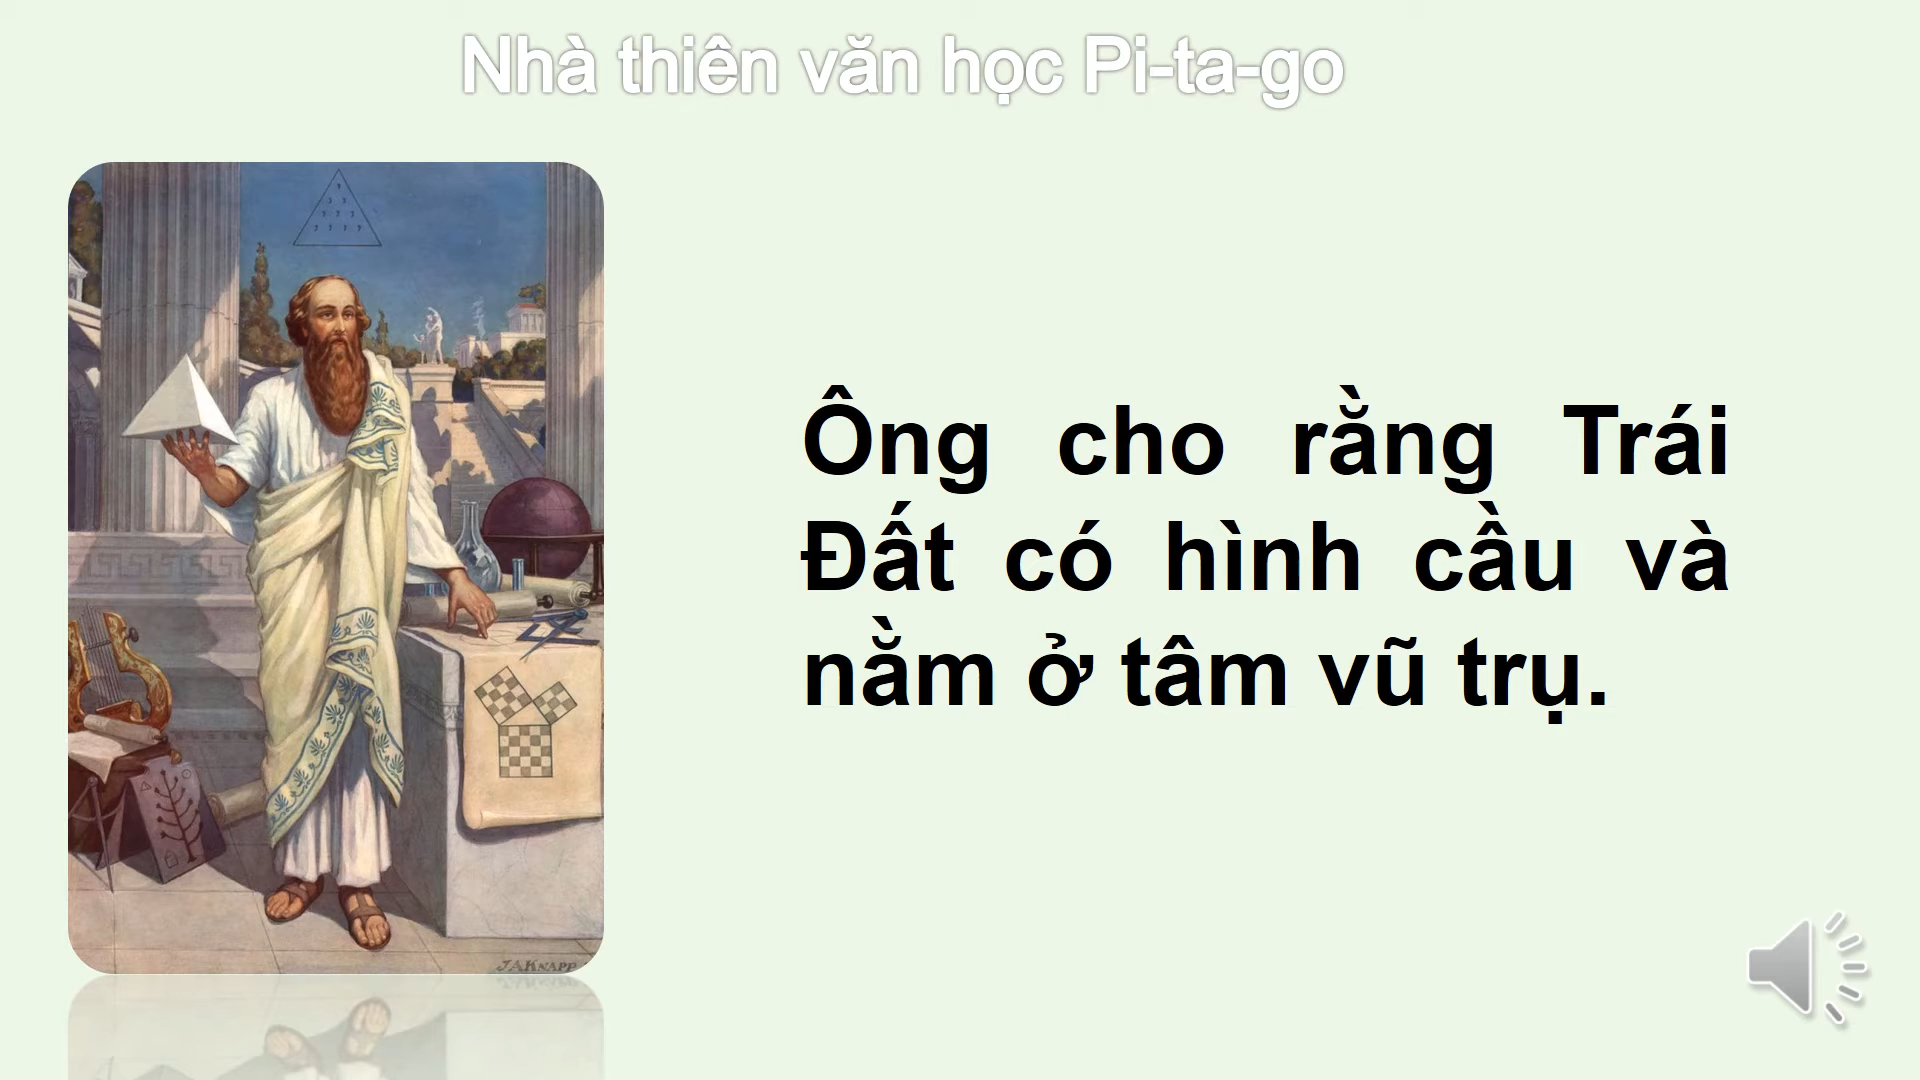 Nhà thiên văn học Pi-ta-go
Ông cho rằng Trái
Đất có hình cầu và
nằm ở tâm vũ trụ.
J.A.KNAPP